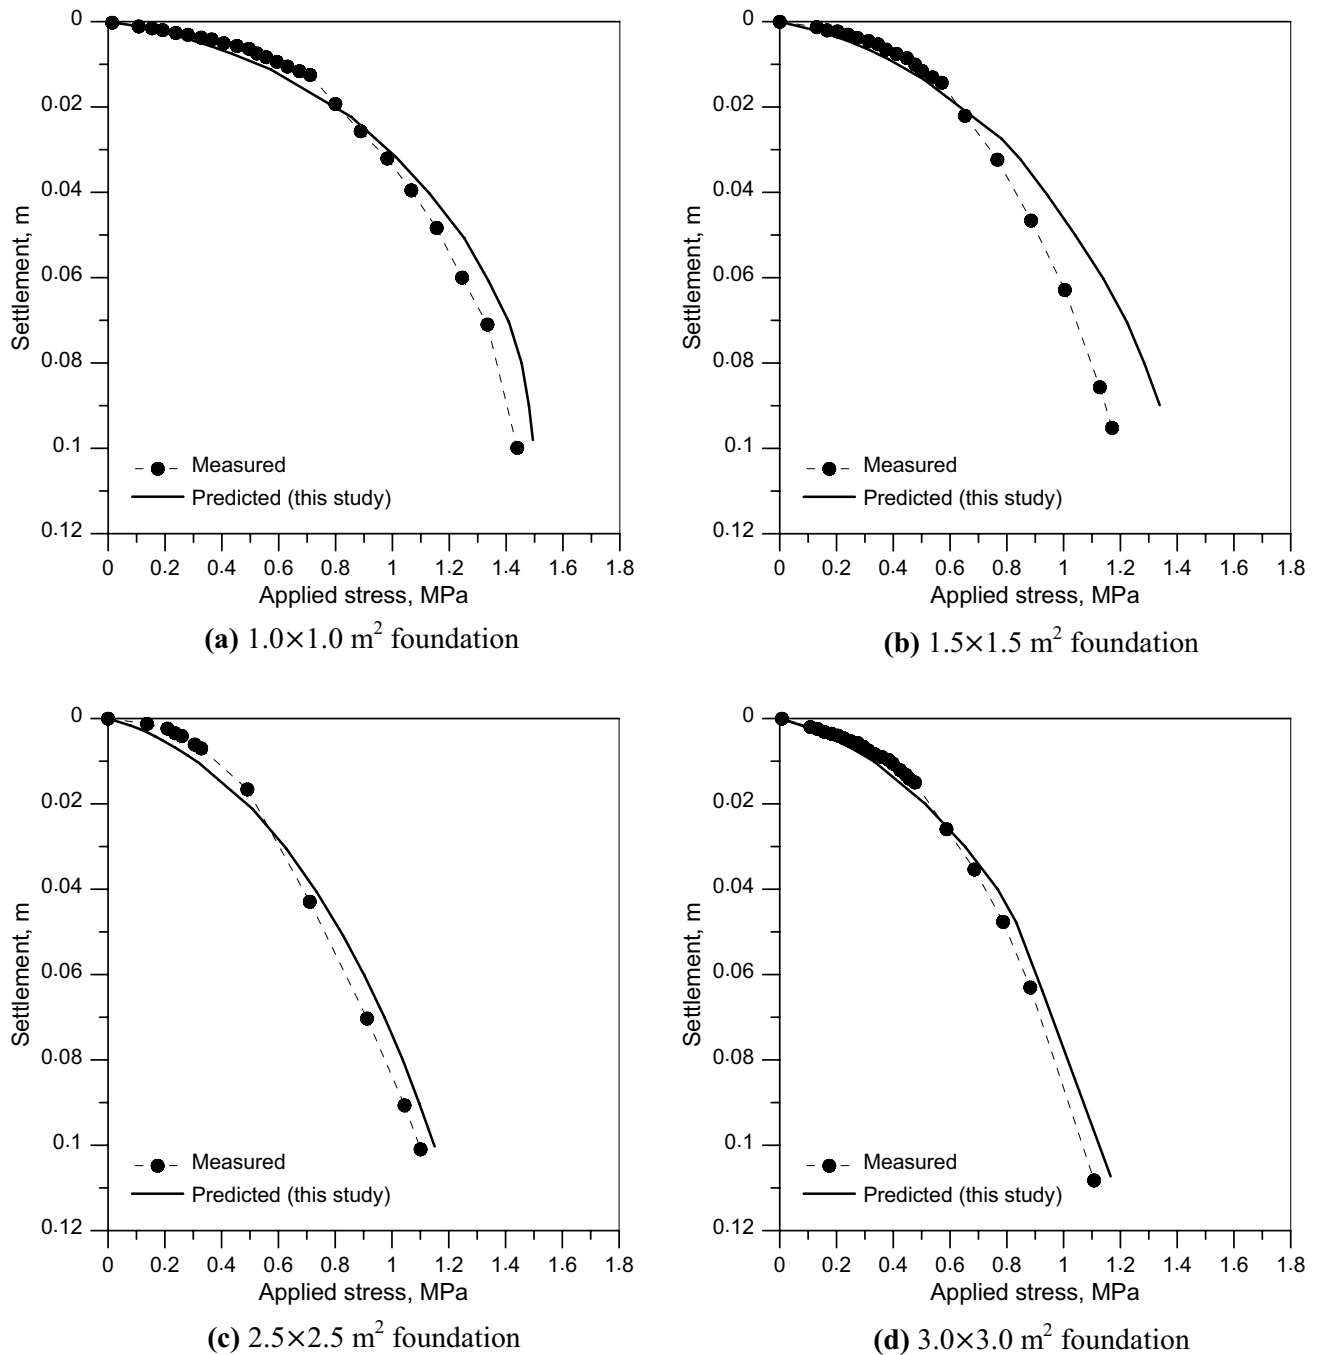 0
0.02
0.04
0.06
0.08
0.1
0.12
Settlement, m
Measured
Predicted (this study)
0 0.2 0.4 0.6 0.8 1 1.2 1.4 1.6 1.8
Applied stress, MPa
(a) 1.0×1.0 m² foundation
0
0.02
0.04
0.06
0.08
0.1
0.12
Settlement, m
Measured
Predicted (this study)
0 0.2 0.4 0.6 0.8 1 1.2 1.4 1.6 1.8
Applied stress, MPa
(b) 1.5×1.5 m² foundation
0
0.02
0.04
0.06
0.08
0.1
0.12
Settlement, m
Measured
Predicted (this study)
0 0.2 0.4 0.6 0.8 1 1.2 1.4 1.6 1.8
Applied stress, MPa
(c) 2.5×2.5 m² foundation
0
0.02
0.04
0.06
0.08
0.1
0.12
Settlement, m
Measured
Predicted (this study)
0 0.2 0.4 0.6 0.8 1 1.2 1.4 1.6 1.8
Applied stress, MPa
(d) 3.0×3.0 m² foundation